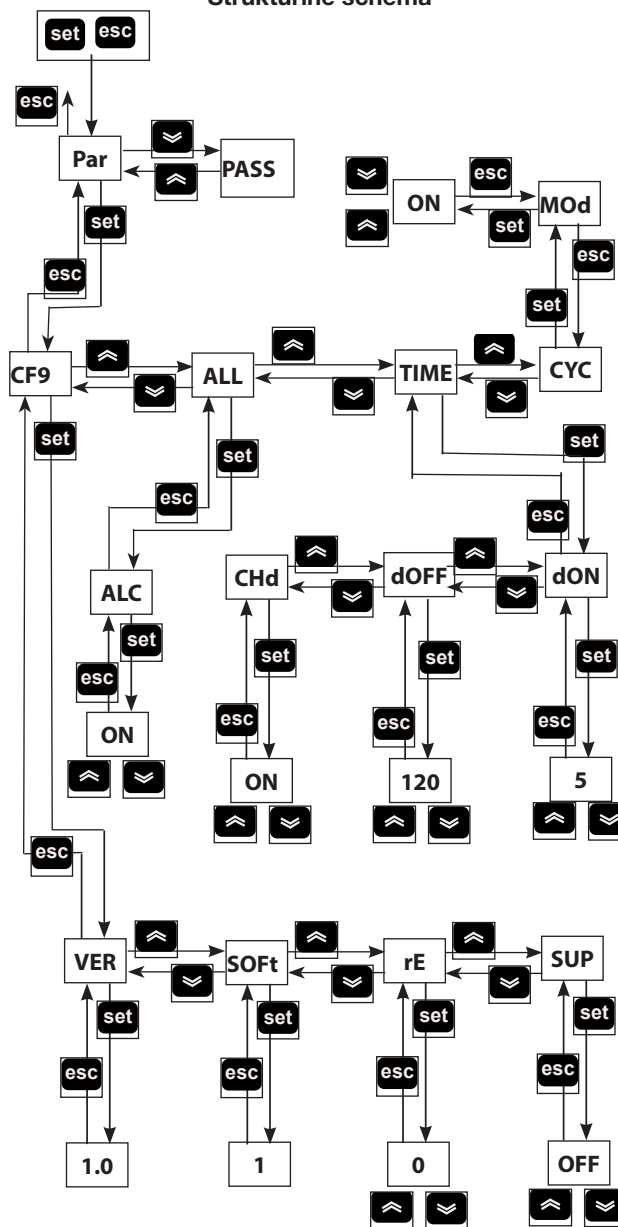 Struktūrinė schema
set esc
esc
Par
PASS
set
esc
ON
esc
set
MOd
esc
set
CF9
ALL
TIME
CYC
set
set
set
esc
esc
ALC
CHd
dOFF
dON
set
set
set
set
esc
esc
esc
esc
ON
ON
120
5
esc
VER
SOFt
rE
SUP
set
set
set
set
esc
esc
esc
esc
1.0
1
0
OFF